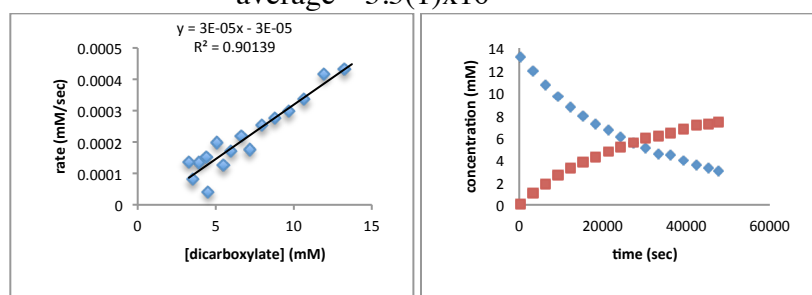 y = 3E-05x - 3E-05
R² = 0.90139
rate (mM/sec)
0.0005
0.0004
0.0003
0.0002
0.0001
0
0 5 10 15
[dicarboxylate] (mM)
concentration (mM)
14
12
10
8
6
4
2
0
0 20000 40000 60000
time (sec)